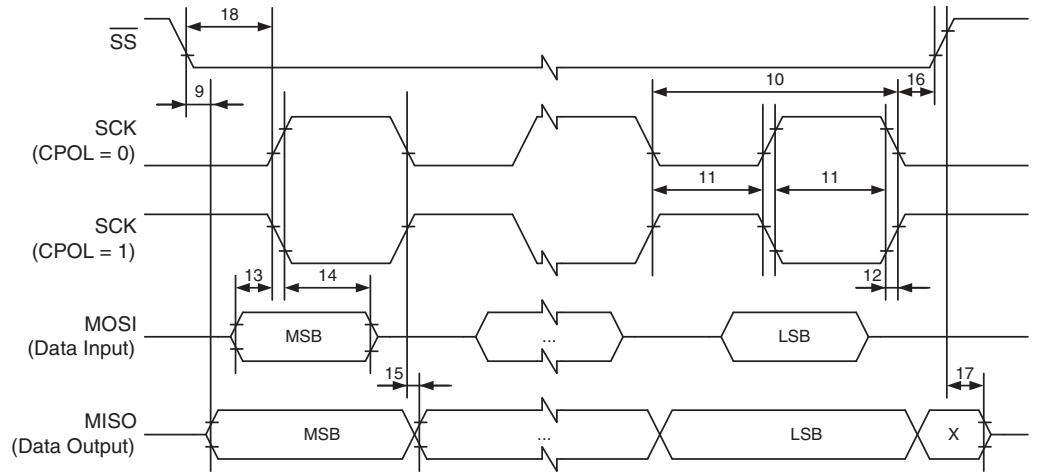 18
SS
9
10
16
SCK
(CPOL = 0)
11
11
SCK
(CPOL = 1)
13
14
12
MOSI
(Data Input)
MSB
...
LSB
15
17
MISO
(Data Output)
MSB
...
LSB
X